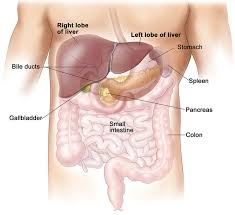 Right lobe
of liver
Left lobe of liver
Stomach
Bile ducts
Spleen
Gallbladder
Pancreas
Small
intestine
Colon